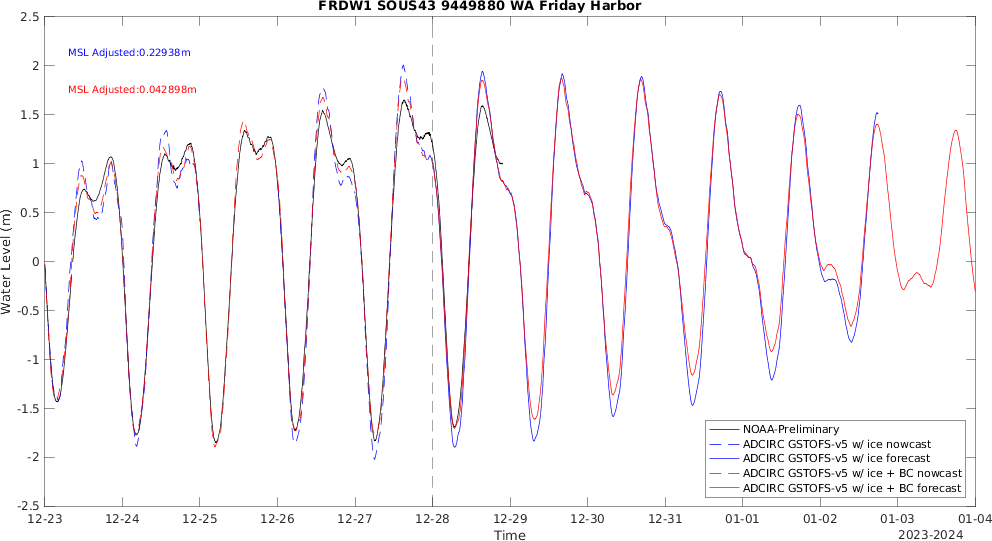 FRDW1 SOUS43 9449880 WA Friday Harbor
2.5
2
1.5
1
0.5
0
-0.5
-1
-1.5
-2
-2.5
Water Level (m)
MSL Adjusted:0.22938m
MSL Adjusted:0.042898m
NOAA-Preliminary
ADCIRC GSTOFS-v5 w/ ice nowcast
ADCIRC GSTOFS-v5 w/ ice forecast
ADCIRC GSTOFS-v5 w/ ice + BC nowcast
ADCIRC GSTOFS-v5 w/ ice + BC forecast
12-23 12-24 12-25 12-26 12-27 12-28 12-29 12-30 12-31 01-01 01-02 01-03 01-04
Time
2023-2024